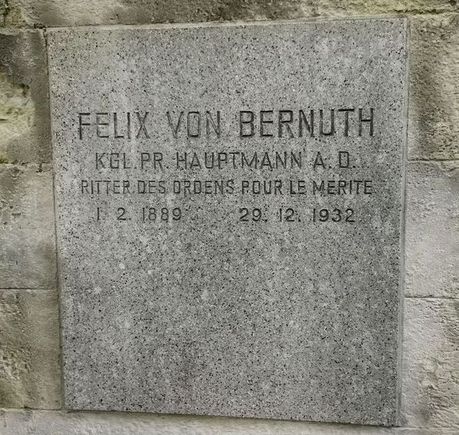 FELIX VON BERNUTH
KGL. PR. HAUPTMANN A. D.
RITTER DES ORDENS POUR LE MERITE
1. 2. 1889 29. 12. 1932